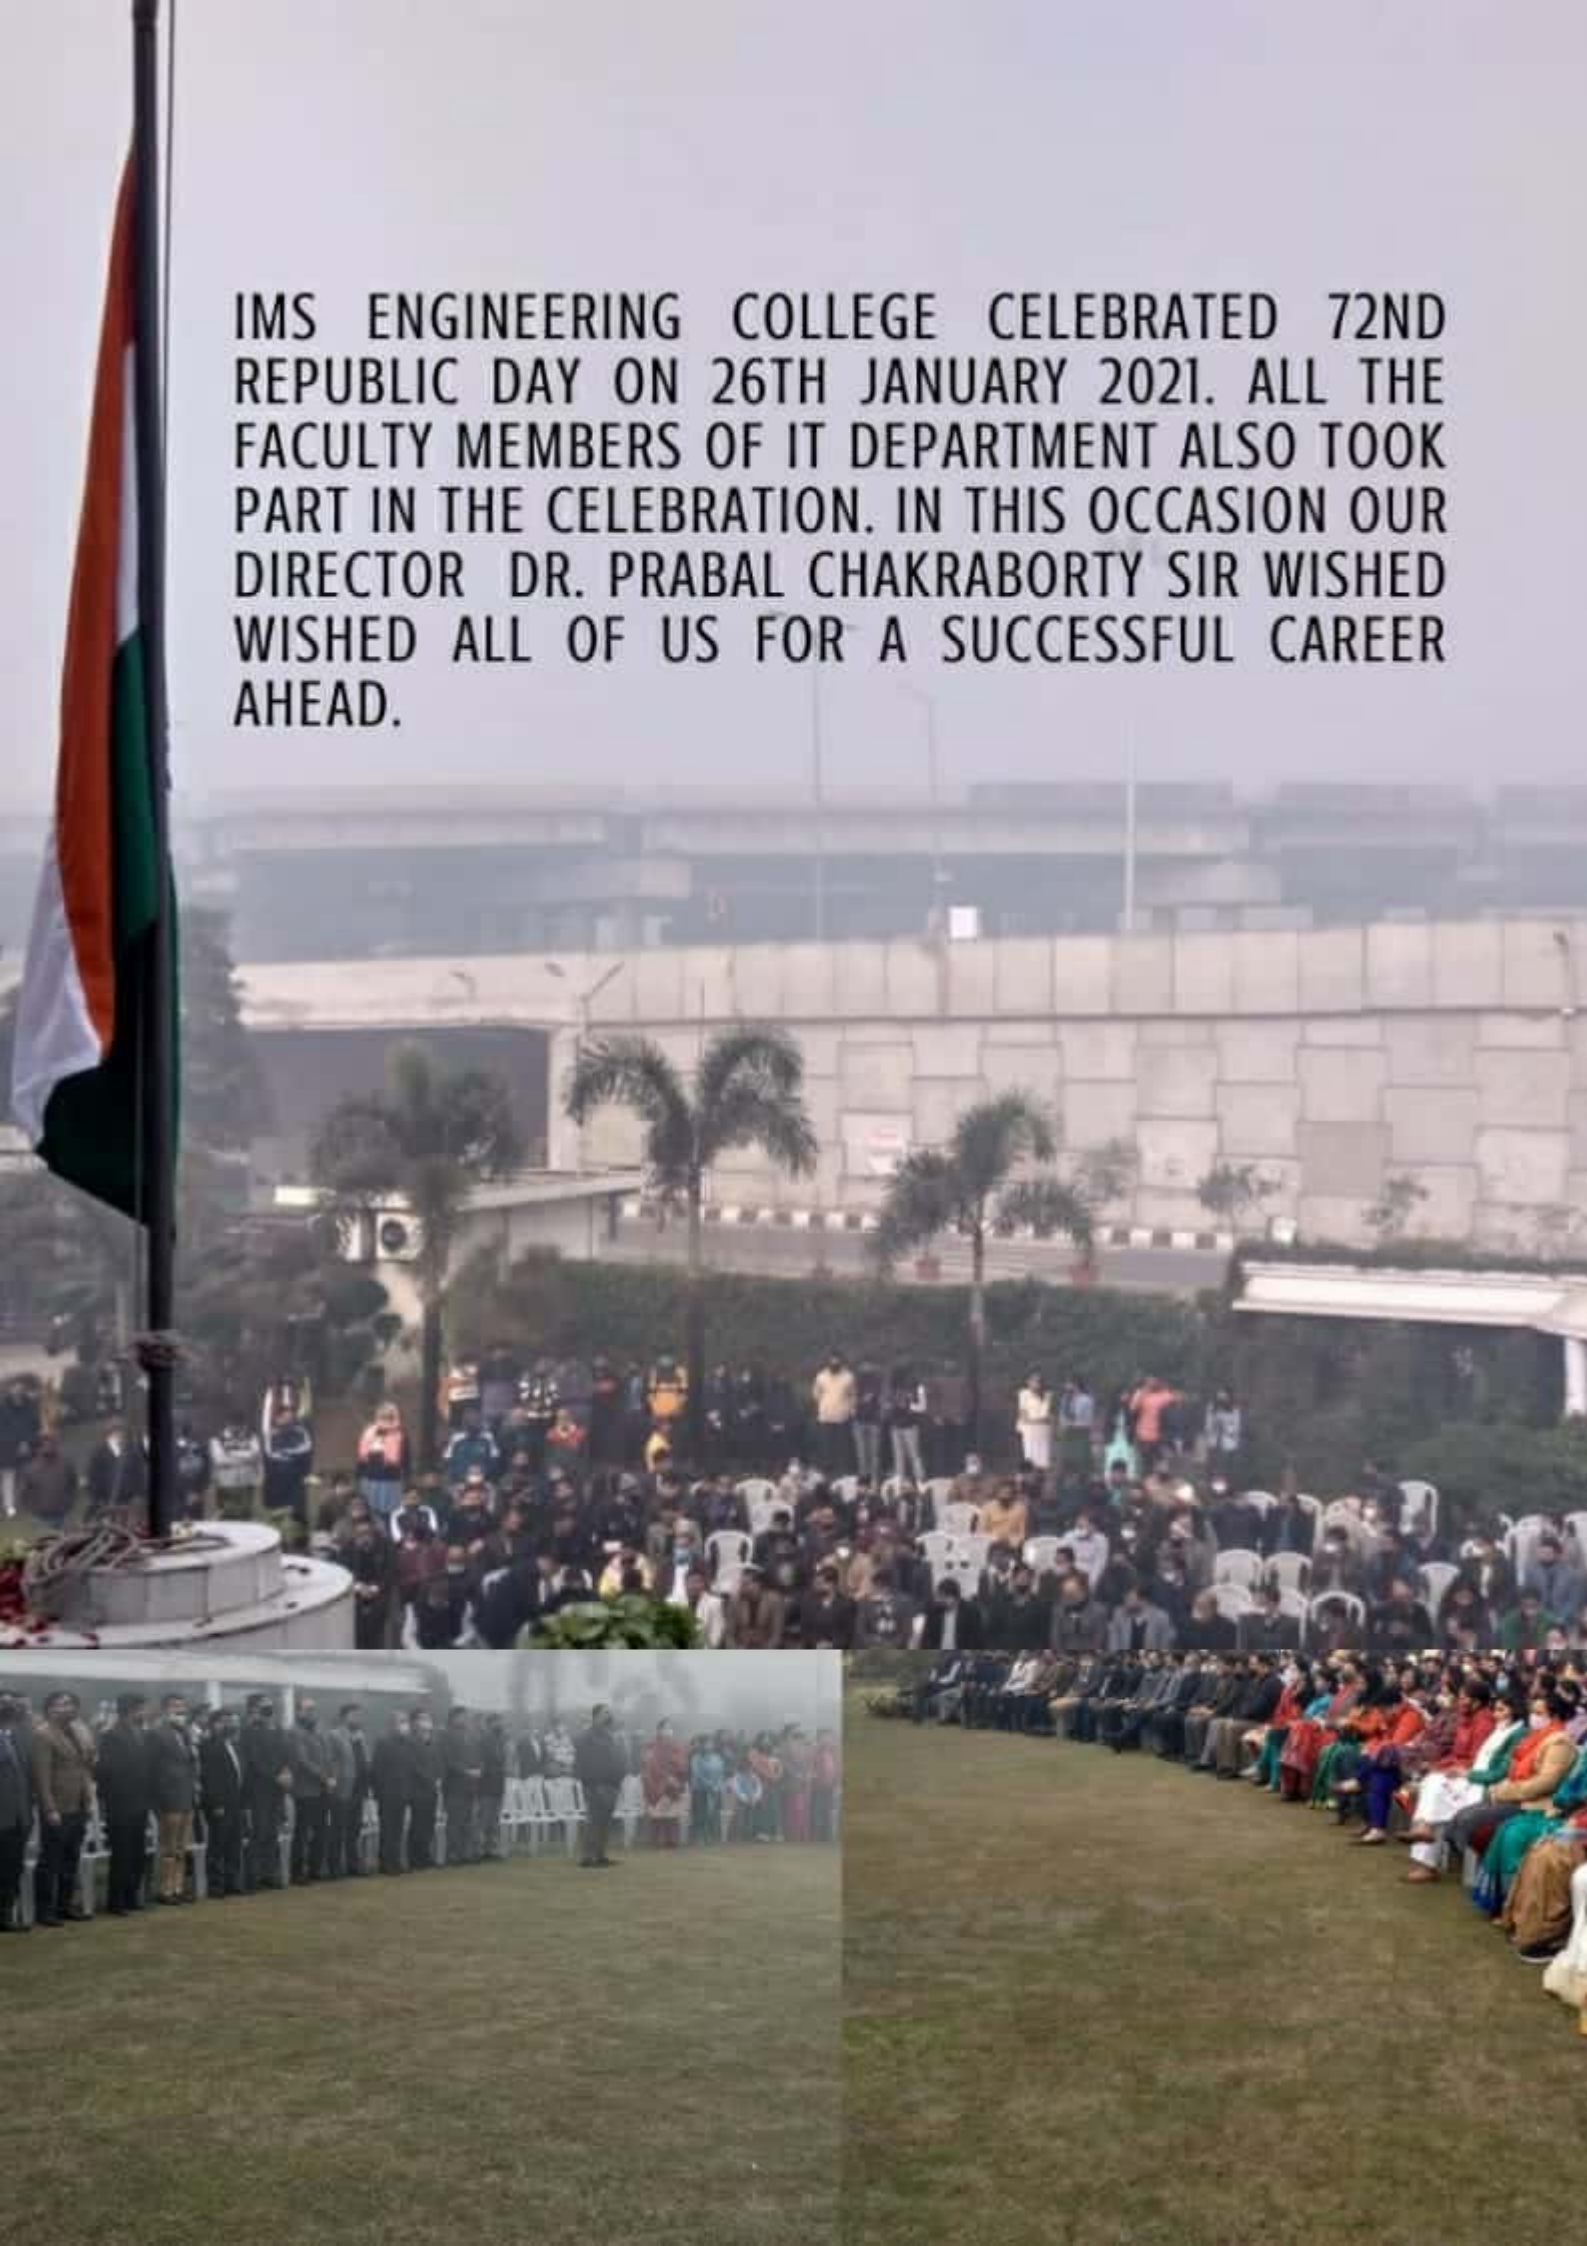 IMS ENGINEERING COLLEGE CELEBRATED 72ND
REPUBLIC DAY ON 26TH JANUARY 2021. ALL THE
FACULTY MEMBERS OF IT DEPARTMENT ALSO TOOK
PART IN THE CELEBRATION. IN THIS OCCASION OUR
DIRECTOR DR. PRABAL CHAKRABORTY SIR WISHED
WISHED ALL OF US FOR A SUCCESSFUL CAREER
AHEAD.